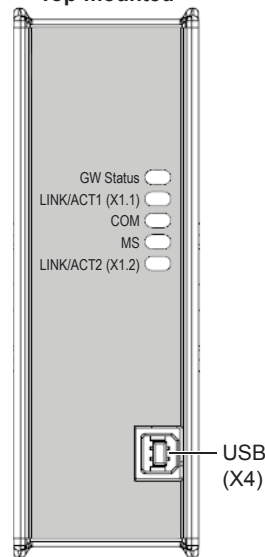 Top mounted
GW Status
LINK/ACT1 (X1.1)
COM
MS
LINK/ACT2 (X1.2)
USB
(X4)